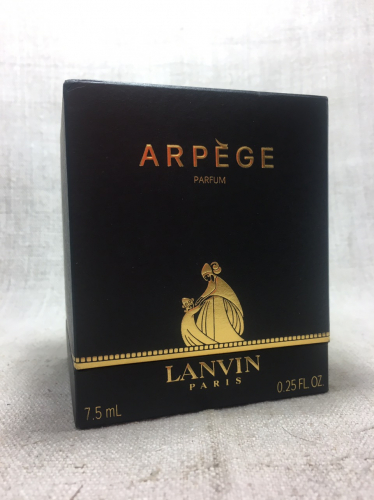 ARPÈGE
PARFUM
LANVIN
PARIS
7.5 mL
0.25 FL. OZ.